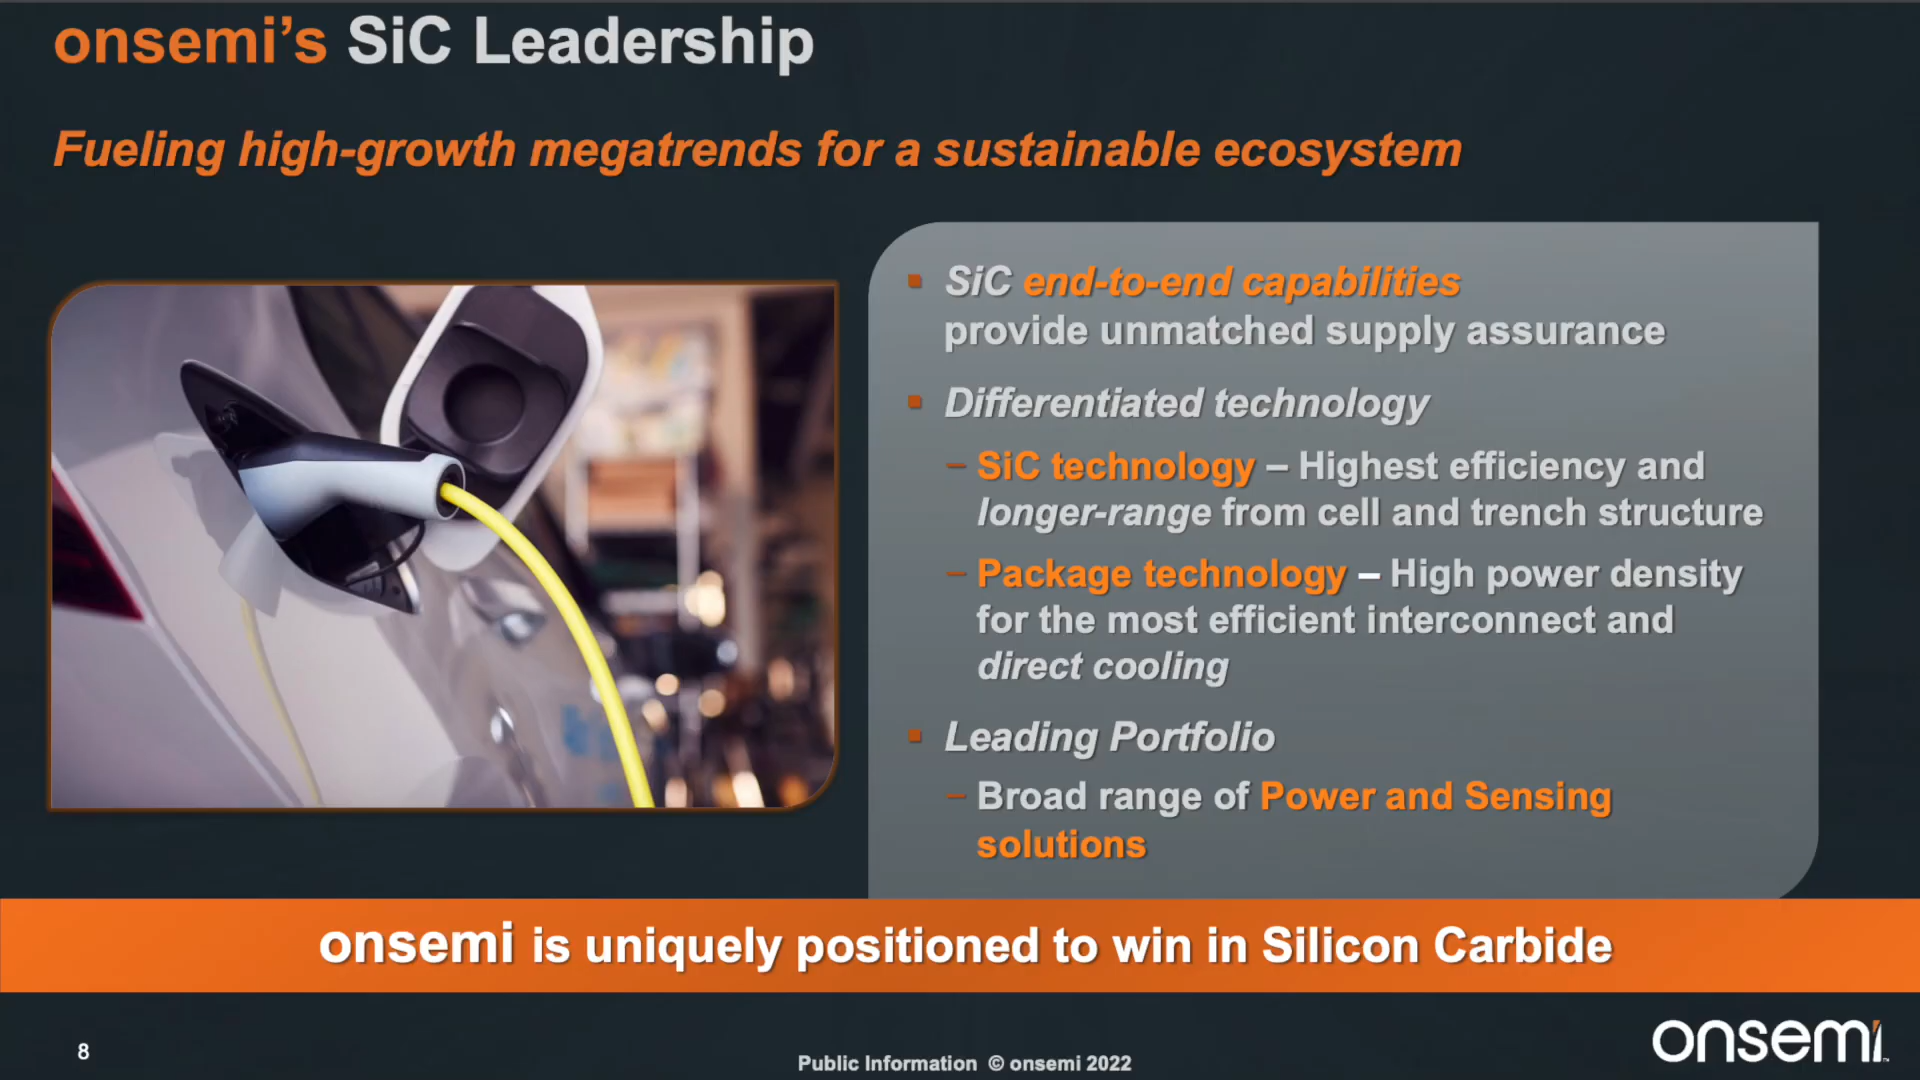 onsemi's SiC Leadership
Fueling high-growth megatrends for a sustainable ecosystem
▪ SiC end-to-end capabilities
provide unmatched supply assurance
▪ Differentiated technology
– SiC technology – Highest efficiency and
longer-range from cell and trench structure
– Package technology – High power density
for the most efficient interconnect and
direct cooling
▪ Leading Portfolio
– Broad range of Power and Sensing
solutions
onsemi is uniquely positioned to win in Silicon Carbide
8
Public Information © onsemi 2022
onsemi